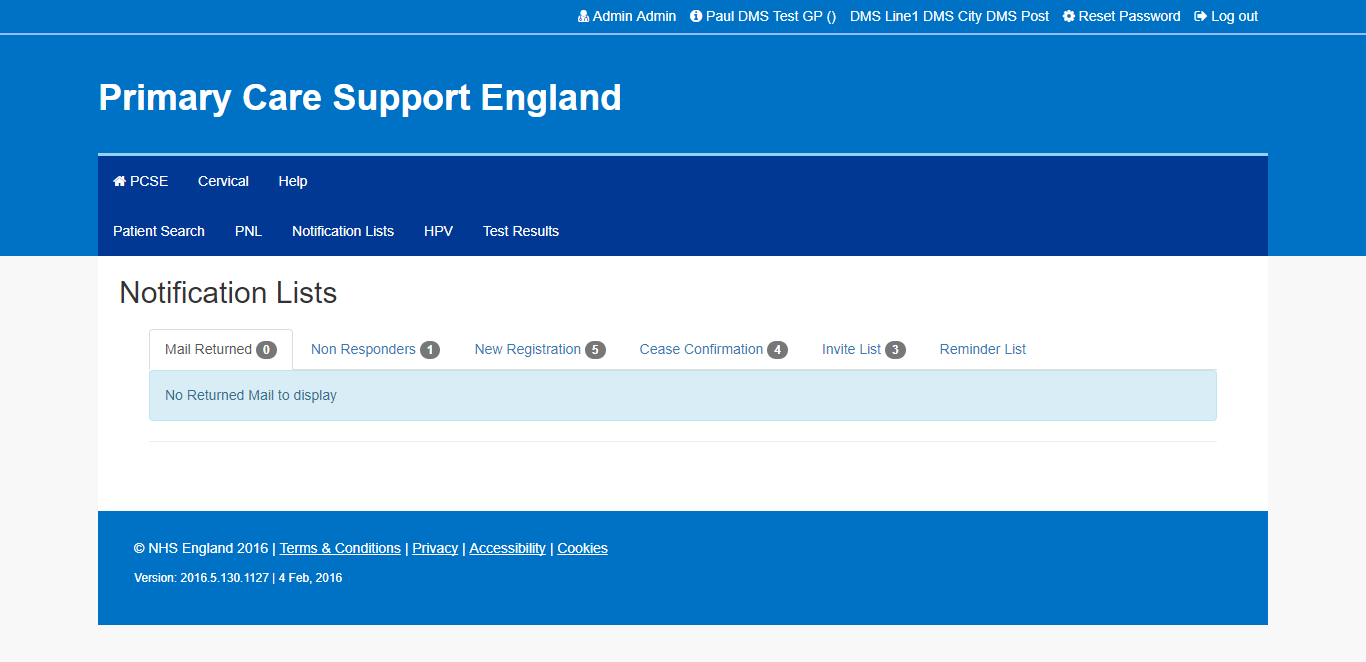 Admin Admin Paul DMS Test GP () DMS Line1 DMS City DMS Post Reset Password Log out
Primary Care Support England
PCSE Cervical Help
Patient Search PNL Notification Lists HPV Test Results
Notification Lists
Mail Returned 0 Non Responders 1 New Registration 5 Cease Confirmation 4 Invite List 3 Reminder List
No Returned Mail to display
© NHS England 2016 | Terms & Conditions | Privacy | Accessibility | Cookies
Version: 2016.5.130.1127 | 4 Feb, 2016